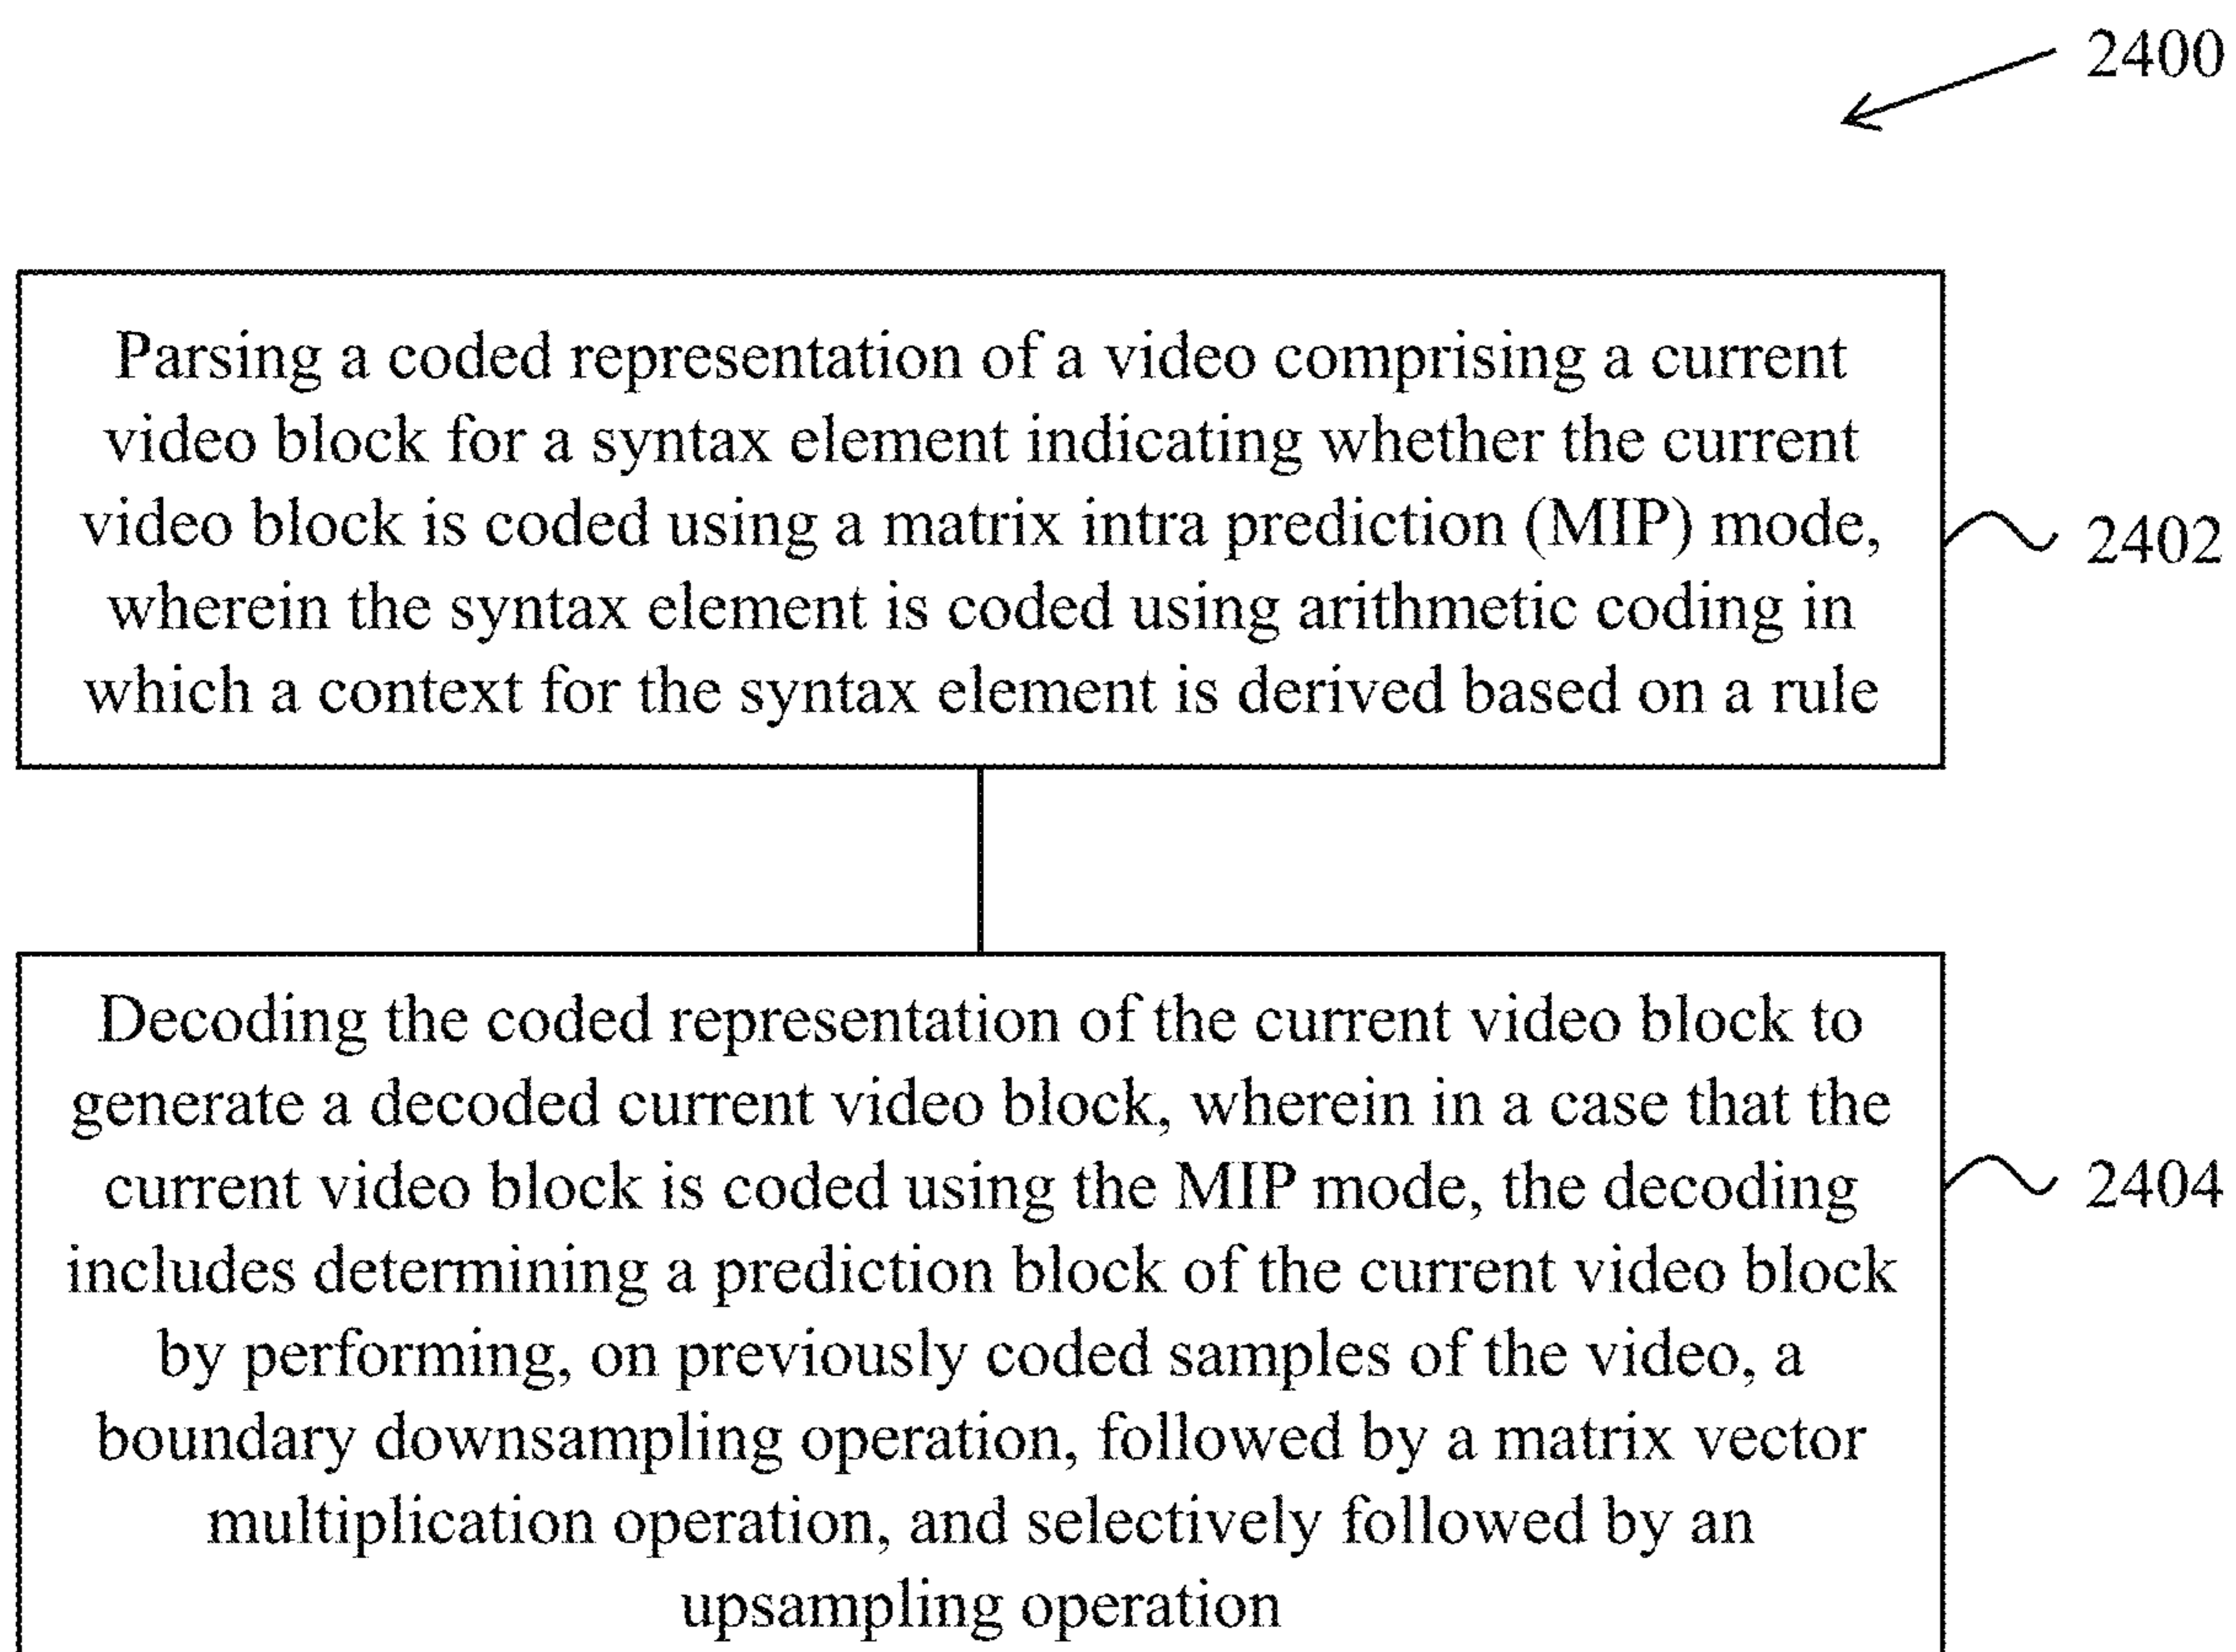 2400
Parsing a coded representation of a video comprising a current
video block for a syntax element indicating whether the current
video block is coded using a matrix intra prediction (MIP) mode,
wherein the syntax element is coded using arithmetic coding in
which a context for the syntax element is derived based on a rule
2402
Decoding the coded representation of the current video block to
generate a decoded current video block, wherein in a case that the
current video block is coded using the MIP mode, the decoding
includes determining a prediction block of the current video block
by performing, on previously coded samples of the video, a
boundary downsampling operation, followed by a matrix vector
multiplication operation, and selectively followed by an
upsampling operation
2404